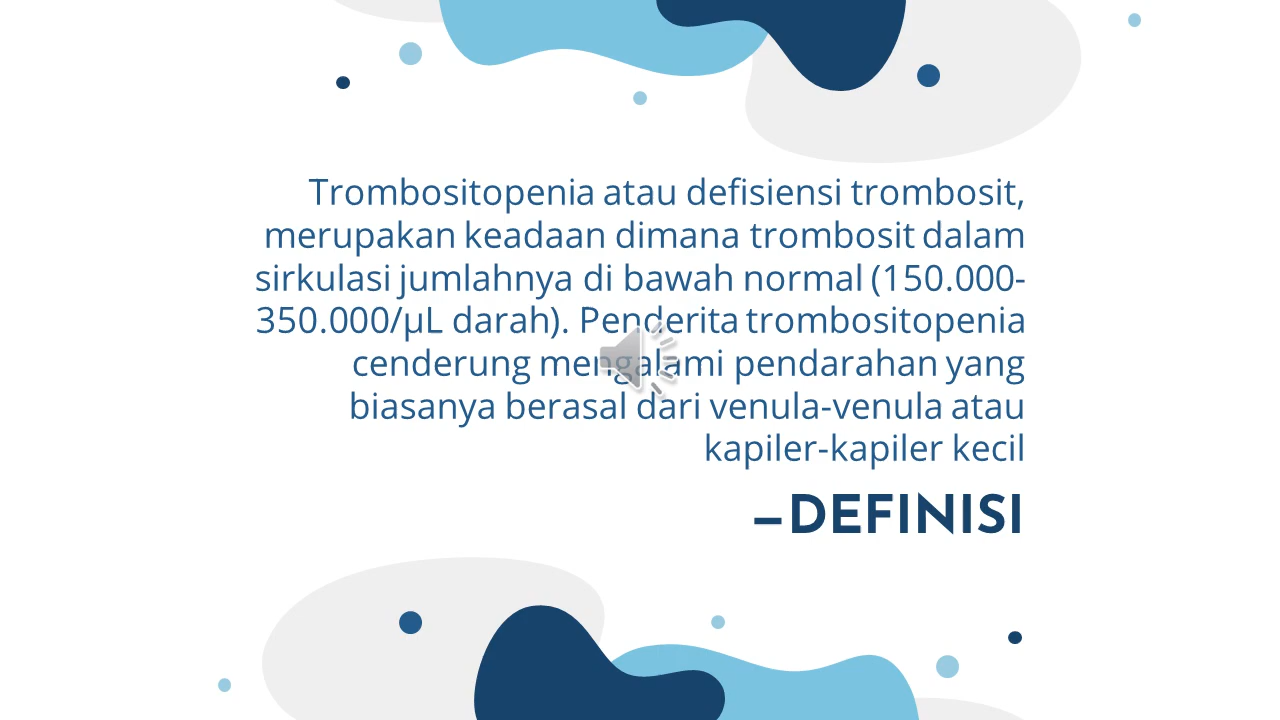 Trombositopenia atau defisiensi trombosit,
merupakan keadaan dimana trombosit dalam
sirkulasi jumlahnya di bawah normal (150.000-
350.000/µL darah). Penderita trombositopenia
cenderung mengalami pendarahan yang
biasanya berasal dari venula-venula atau
kapiler-kapiler kecil
–DEFINISI